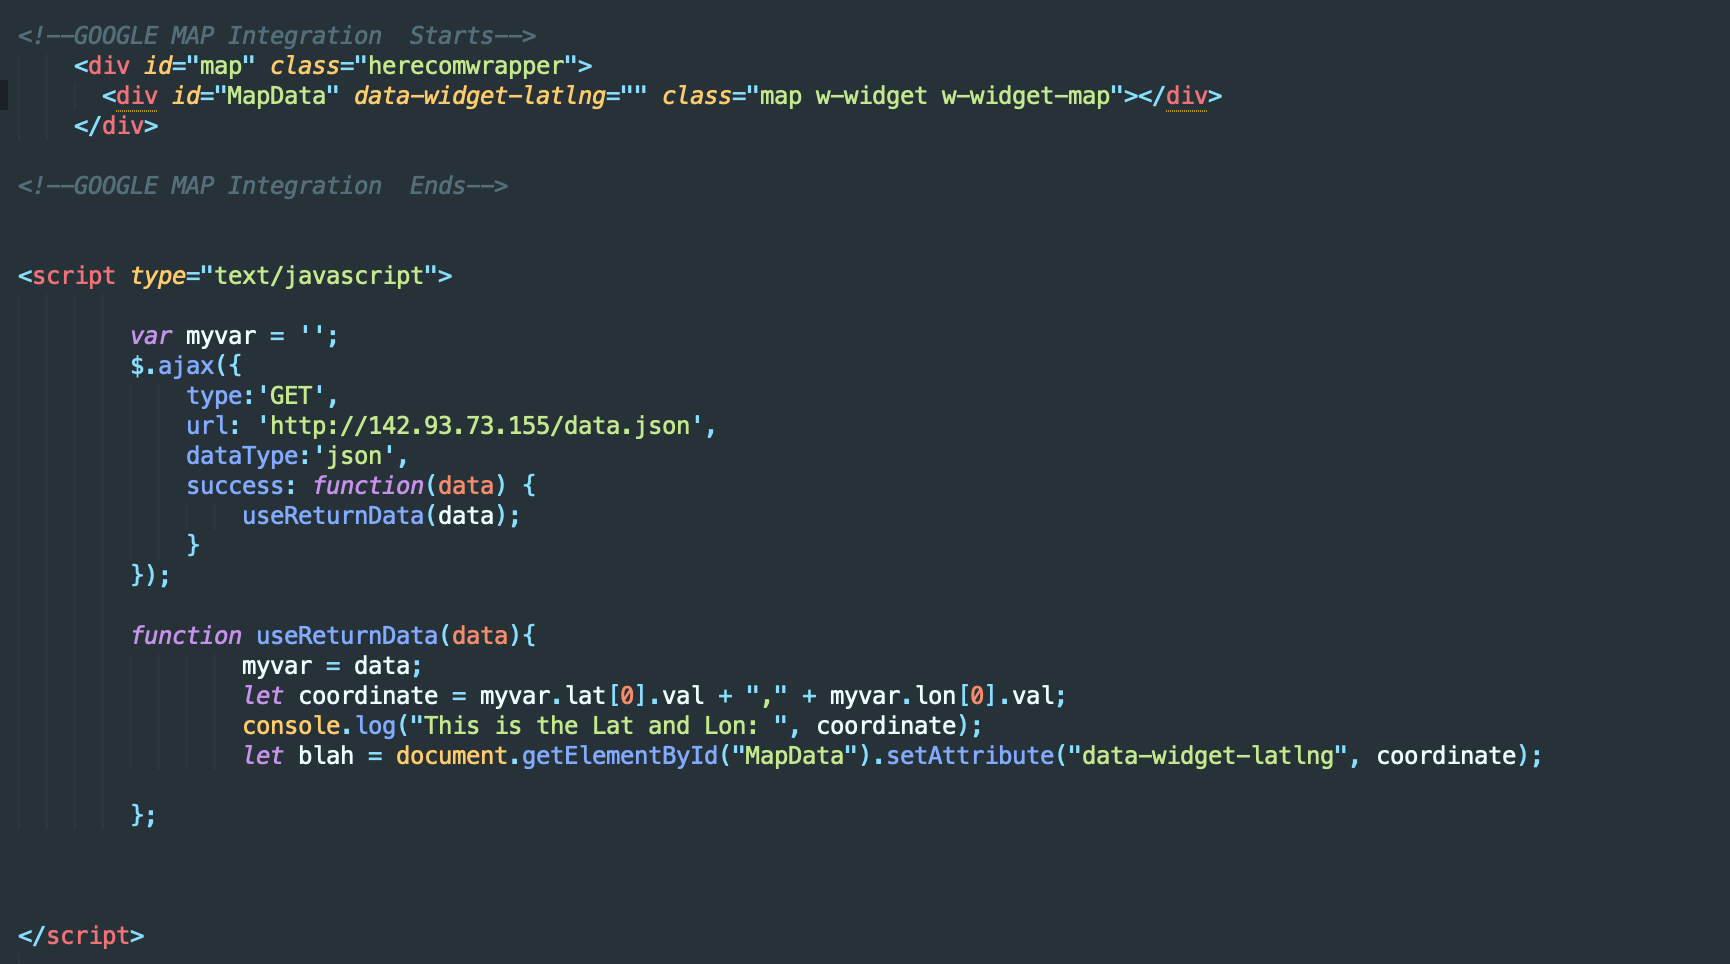 <!--GOOGLE MAP Integration  Starts-->
<div id="map" class="herecomwrapper">
<div id="MapData" data-widget-latlng="" class="map w-widget w-widget-map"></div>
</div>
<!--GOOGLE MAP Integration  Ends-->
<script type="text/javascript">
var myvar = '';
$.ajax({
type:'GET',
url: 'http://142.93.73.155/data.json',
dataType:'json',
success: function(data) {
useReturnData(data);
}
});
function useReturnData(data){
myvar = data;
let coordinate = myvar.lat[0].val + "," + myvar.lon[0].val;
console.log("This is the Lat and Lon: ", coordinate);
let blah = document.getElementById("MapData").setAttribute("data-widget-latlng", coordinate);
};
</script>